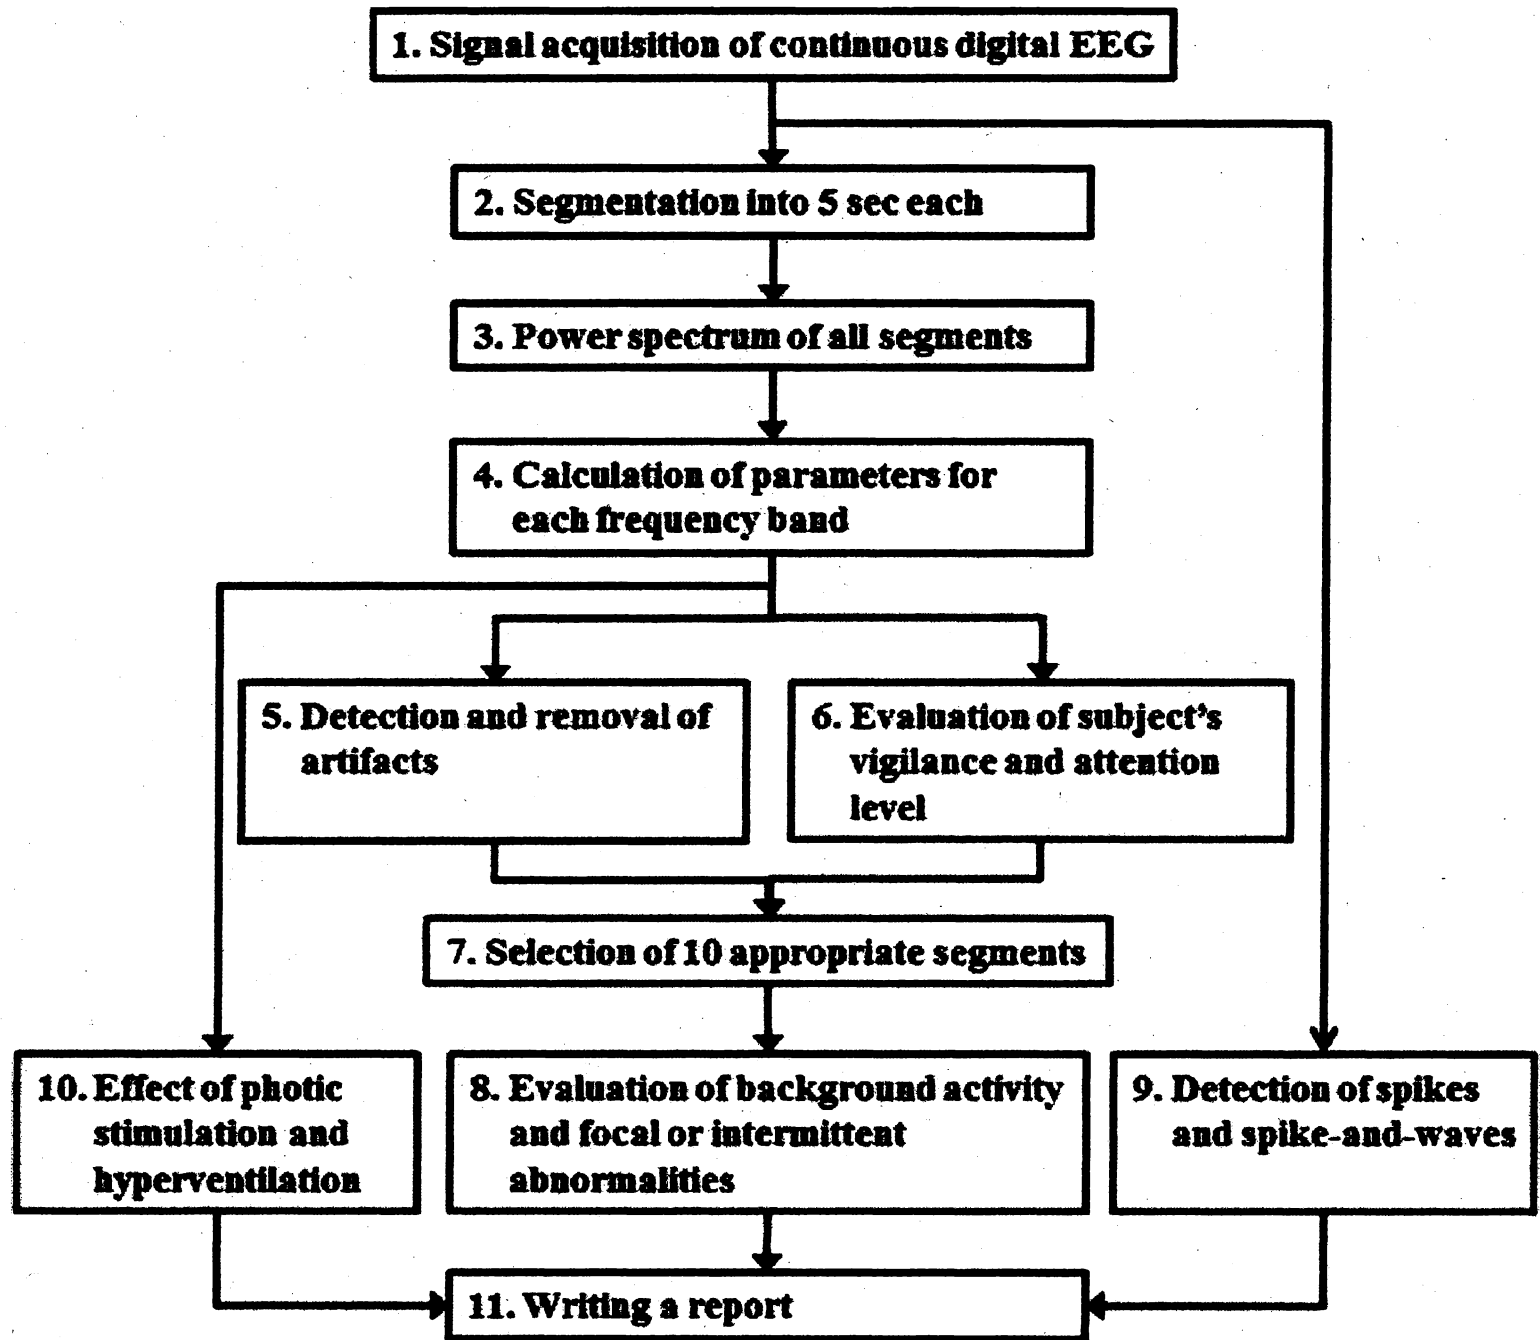 1. Signal acquisition of continuous digital EEG
2. Segmentation into 5 sec each
3. Power spectrum of all segments
4. Calculation of parameters for
each frequency band
5. Detection and removal of
artifacts
6. Evaluation of subject's
vigilance and attention
level
7. Selection of 10 appropriate segments
10. Effect of photic
stimulation and
hyperventilation
8. Evaluation of background activity
and focal or intermittent
abnormalities
9. Detection of spikes
and spike-and-waves
11. Writing a report